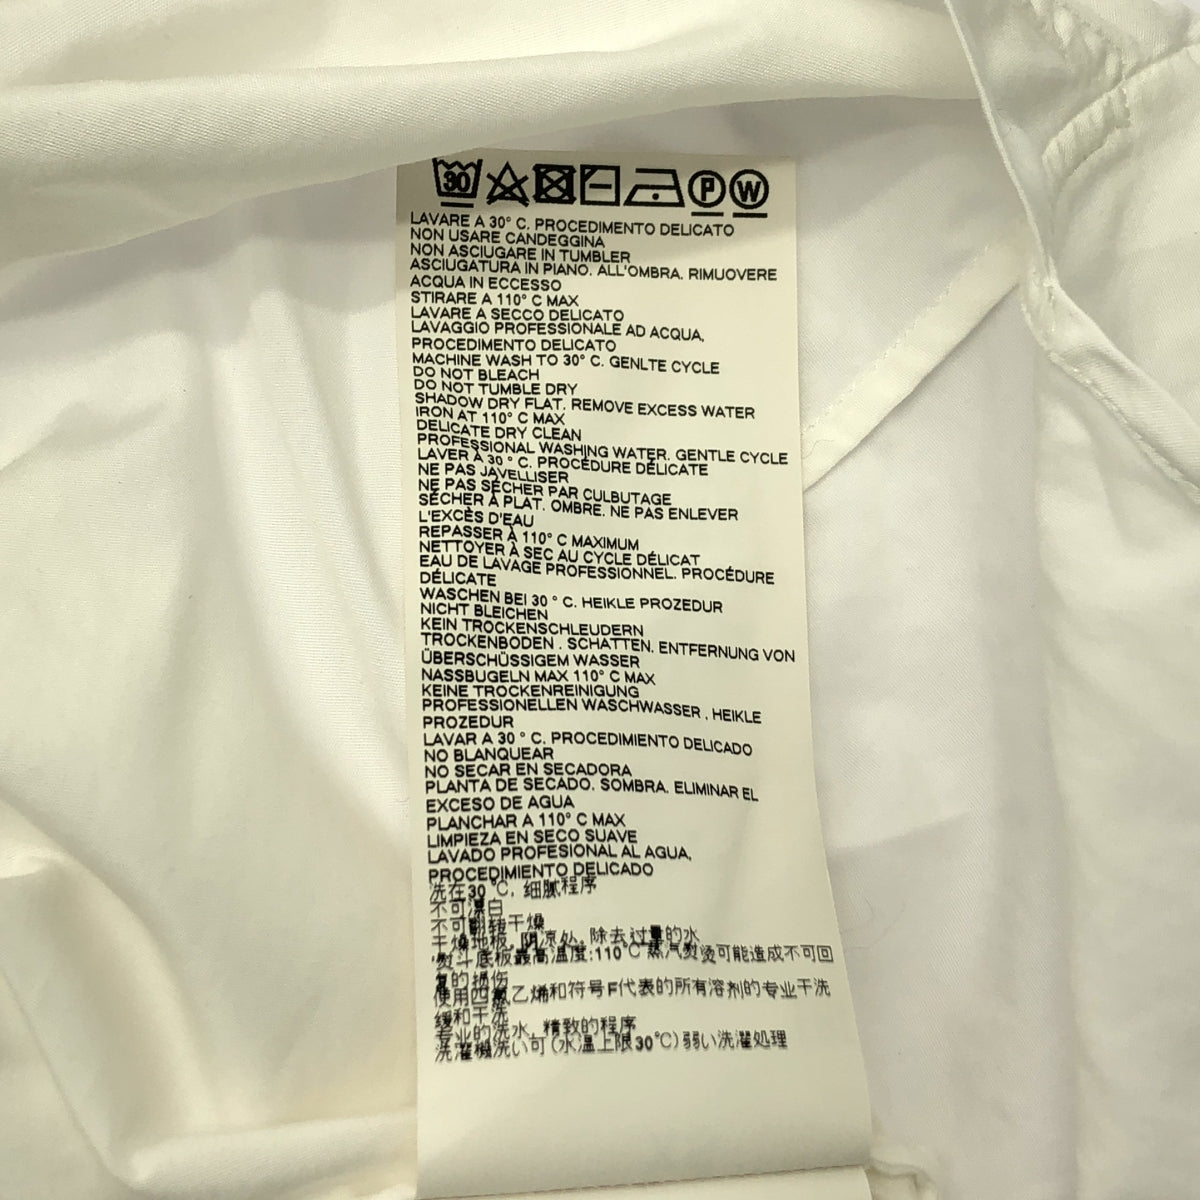 30
P W
LAVARE A 30° C. PROCEDIMENTO DELICATO
NON USARE CANDEGGINA
NON ASCIUGARE IN TUMBLER
ASCIUGATURA IN PIANO. ALL'OMBRA. RIMUOVERE
ACQUA IN ECCESSO
STIRARE A 110° C MAX
LAVARE A SECCO DELICATO
LAVAGGIO PROFESSIONALE AD ACQUA,
PROCEDIMENTO DELICATO
MACHINE WASH TO 30° C. GENLTE CYCLE
DO NOT BLEACH
DO NOT TUMBLE DRY
SHADOW DRY FLAT. REMOVE EXCESS WATER
IRON AT 110° C MAX
DELICATE DRY CLEAN
PROFESSIONAL WASHING WATER. GENTLE CYCLE
LAVER À 30 ° C. PROCÉDURE DÉLICATE
NE PAS JAVELLISER
NE PAS SÉCHER PAR CULBUTAGE
SÉCHER À PLAT. OMBRE. NE PAS ENLEVER
L'EXCÈS D'EAU
REPASSER À 110° C MAXIMUM
NETTOYER À SEC AU CYCLE DÉLICAT
EAU DE LAVAGE PROFESSIONNEL. PROCÉDURE
DÉLICATE
WASCHEN BEI 30 ° C. HEIKLE PROZEDUR
NICHT BLEICHEN
KEIN TROCKENSCHLEUDERN
TROCKENBODEN . SCHATTEN. ENTFERNUNG VON
ÜBERSCHÜSSIGEM WASSER
NASSBUGELN MAX 110° C MAX
KEINE TROCKENREINIGUNG
PROFESSIONELLEN WASCHWASSER , HEIKLE
PROZEDUR
LAVAR A 30 ° C. PROCEDIMIENTO DELICADO
NO BLANQUEAR
NO SECAR EN SECADORA
PLANTA DE SECADO. SOMBRA. ELIMINAR EL
EXCESO DE AGUA
PLANCHAR A 110° C MAX
LIMPIEZA EN SECO SUAVE
LAVADO PROFESIONAL AL AGUA,
PROCEDIMIENTO DELICADO
洗在30 ℃, 细腻程序
不可漂白
不可翻转干燥
干燥地板。阴凉处。除去过量的水
熨斗底板最高温度:110℃蒸汽熨烫可能造成不可回
复的损伤
使用四氯乙烯和符号F代表的所有溶剂的专业干洗
缓和干洗
专业的洗水, 精致的程序
洗濯機洗い可 (水温上限30℃) 弱い洗濯処理